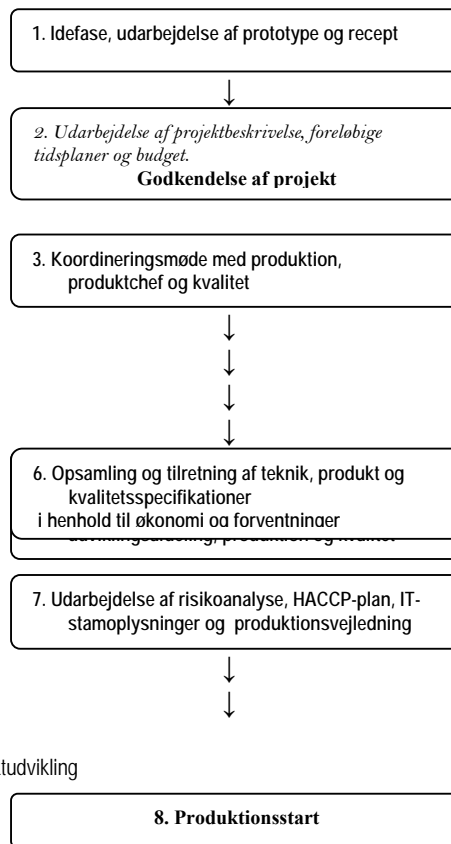 1. Idefase, udarbejdelse af prototype og recept
↓
2. Udarbejdelse af projektbeskrivelse, foreløbige
tidsplaner og budget.
Godkendelse af projekt
3. Koordineringsmøde med produktion,
produktchef og kvalitet
↓
↓
↓
↓
6. Opsamling og tilretning af teknik, produkt og
kvalitetsspecifikationer
i henhold til økonomi og forventninger
7. Udarbejdelse af risikoanalyse, HACCP-plan, IT-
stamoplysninger og produktionsvejledning
↓
↓
tudvikling
8. Produktionsstart